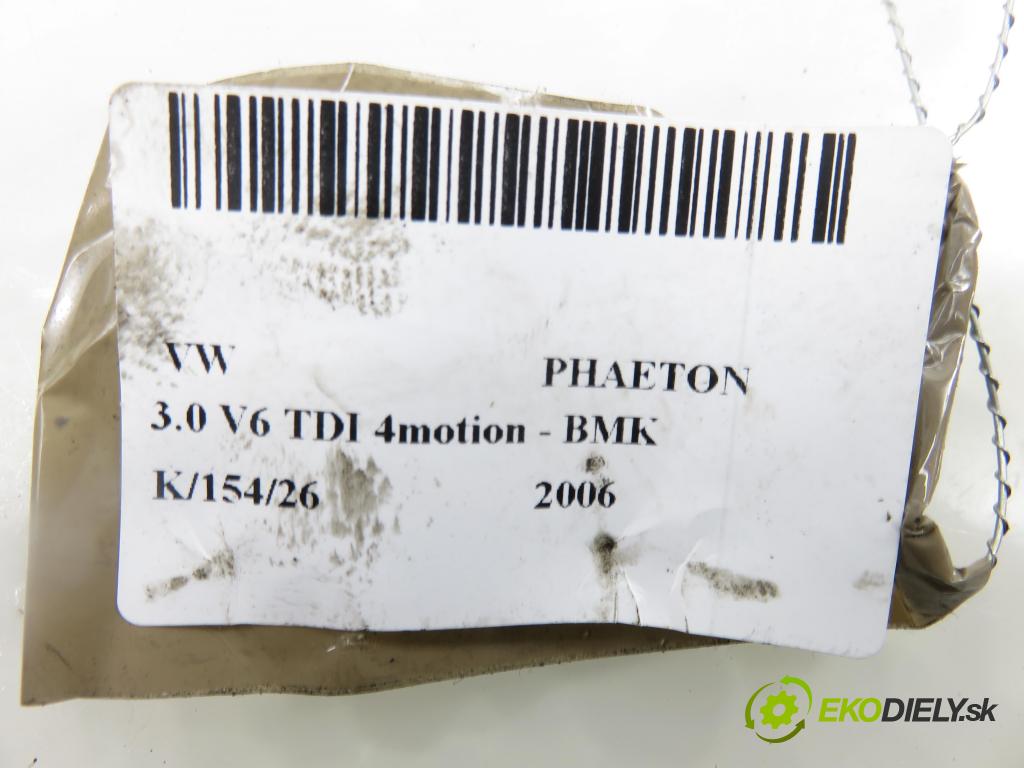 VW PHAETON
3.0 V6 TDI 4motion - BMK
K/154/26 2006
EKODIELY.sk